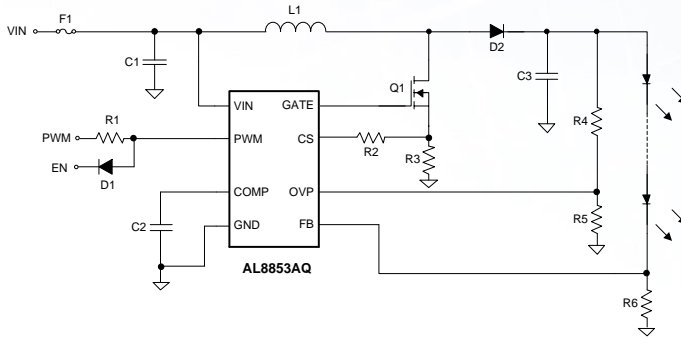 L1
VIN
F1
D2
C1
Q1
C3
VIN
GATE
R4
R1
PWM
PWM
CS
R2
R3
EN
D1
COMP
OVP
C2
R5
GND
FB
AL8853AQ
R6